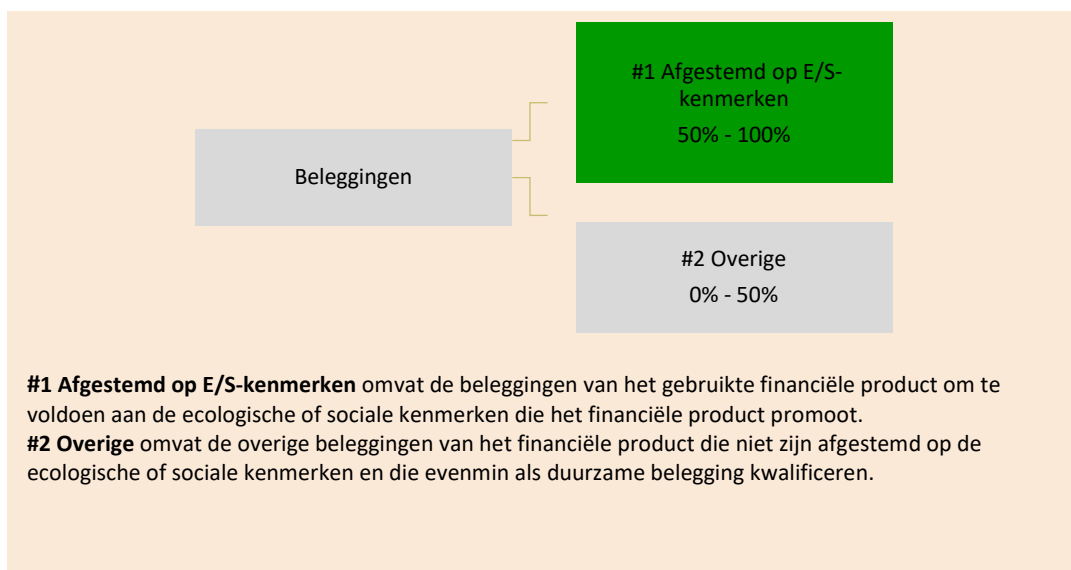 #1 Afgestemd op E/S-
kenmerken
50% - 100%
Beleggingen
#2 Overige
0% - 50%
#1 Afgestemd op E/S-kenmerken omvat de beleggingen van het gebruikte financiële product om te
voldoen aan de ecologische of sociale kenmerken die het financiële product promoot.
#2 Overige omvat de overige beleggingen van het financiële product die niet zijn afgestemd op de
ecologische of sociale kenmerken en die evenmin als duurzame belegging kwalificeren.